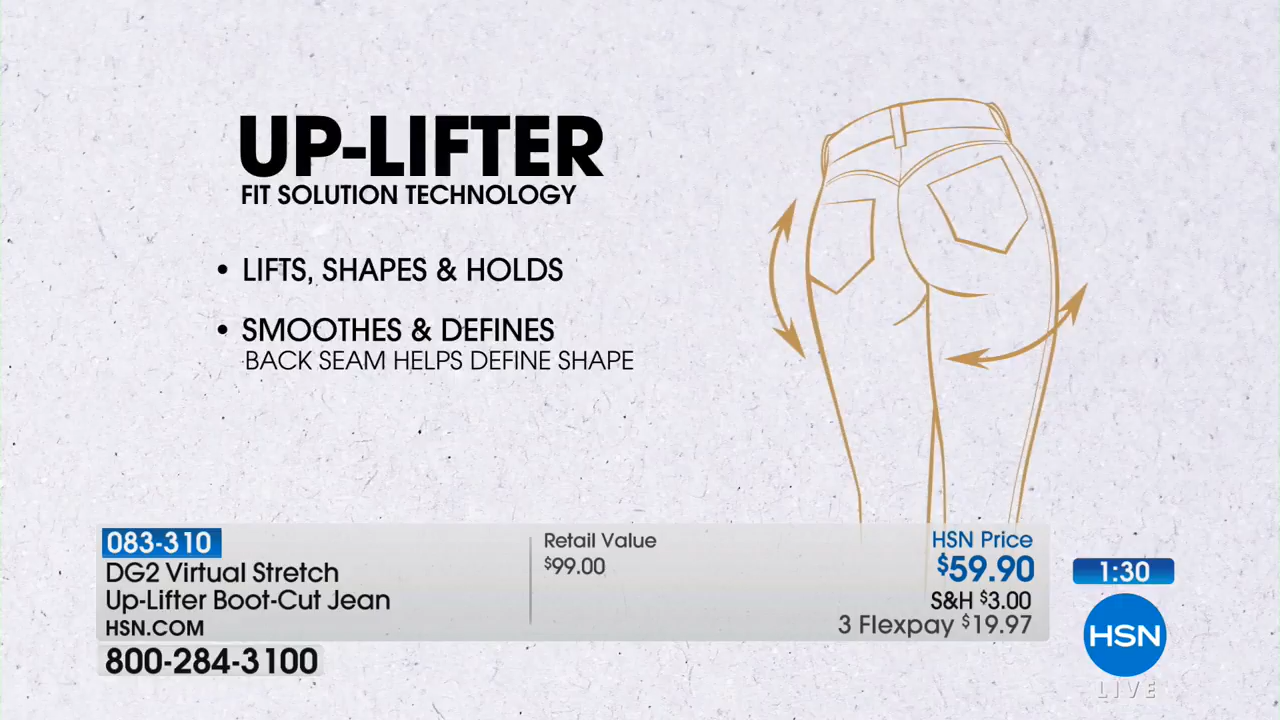 UP-LIFTER
FIT SOLUTION TECHNOLOGY
• LIFTS, SHAPES & HOLDS
• SMOOTHES & DEFINES
BACK SEAM HELPS DEFINE SHAPE
083-310
DG2 Virtual Stretch
Up-Lifter Boot-Cut Jean
HSN.COM
800-284-3100
Retail Value
$99.00
HSN Price
$59.90
S&H $3.00
3 Flexpay $19.97
1:30
HSN
LIVE